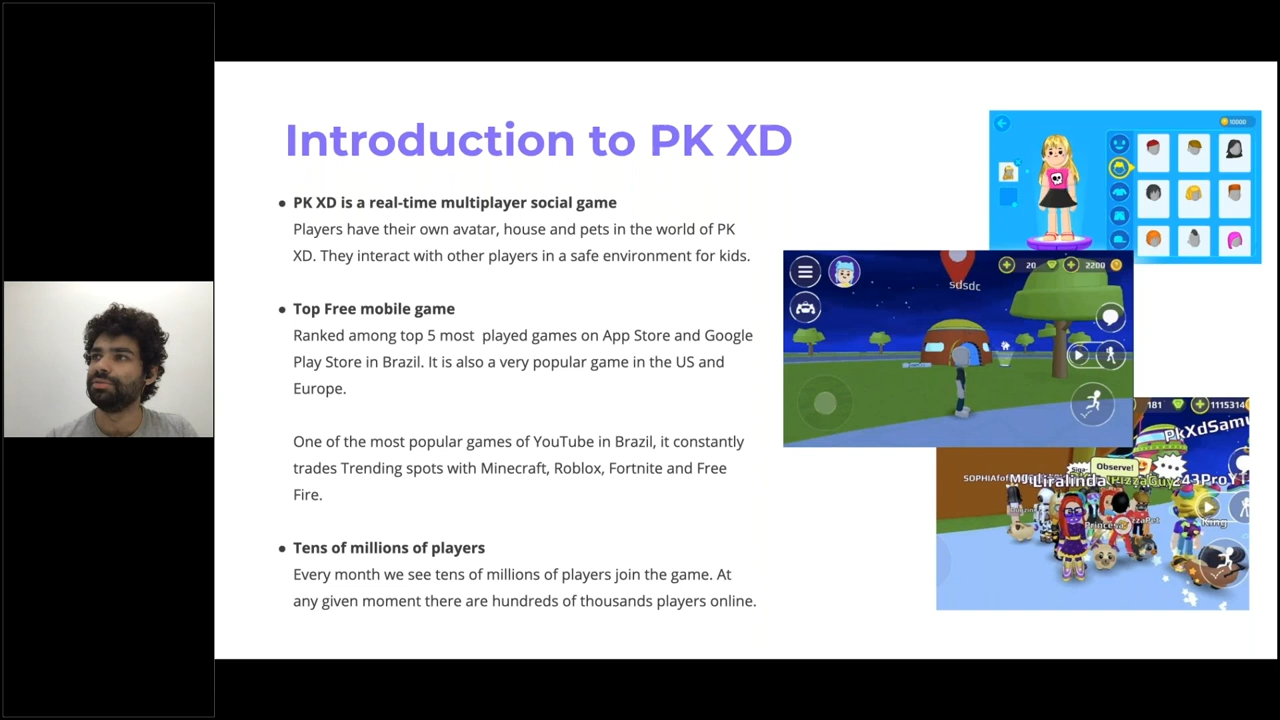 Introduction to PK XD
● PK XD is a real-time multiplayer social game
Players have their own avatar, house and pets in the world of PK
XD. They interact with other players in a safe environment for kids.
● Top Free mobile game
Ranked among top 5 most played games on App Store and Google
Play Store in Brazil. It is also a very popular game in the US and
Europe.
One of the most popular games of YouTube in Brazil, it constantly
trades Trending spots with Minecraft, Roblox, Fortnite and Free
Fire.
● Tens of millions of players
Every month we see tens of millions of players join the game. At
any given moment there are hundreds of thousands players online.
10000
20
2200
sdsdc
181
1115314
PkXdSamu
Observe!
Liralinda
PizzaGuy
Princesa
King